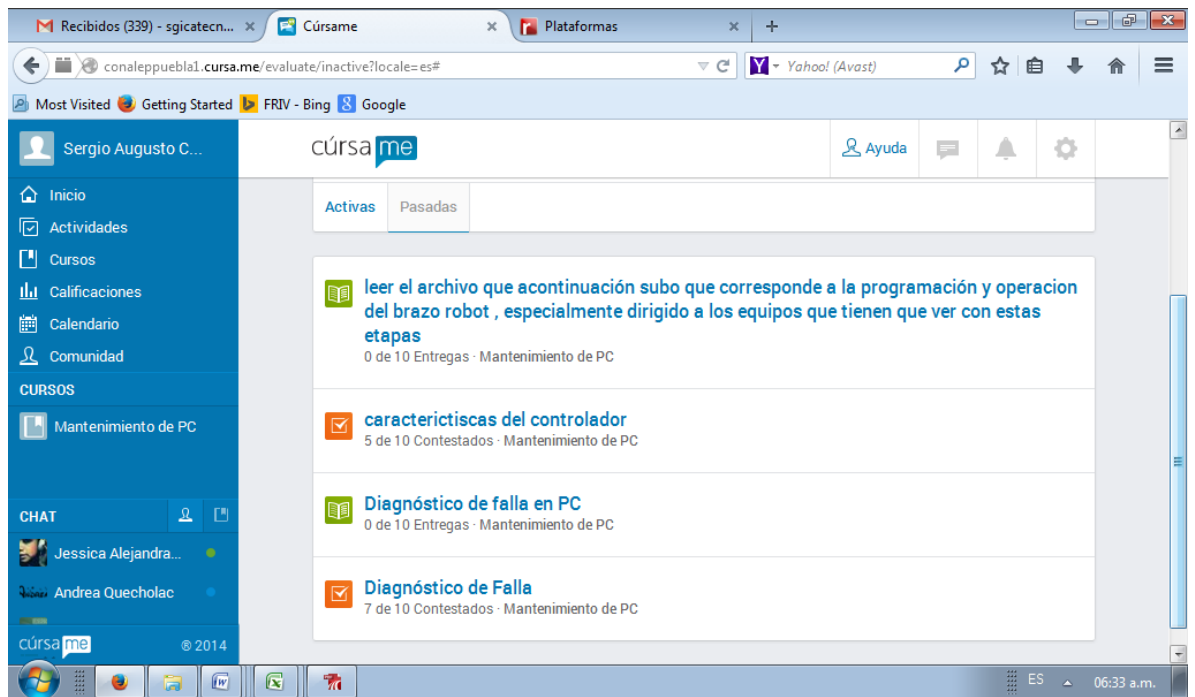 Recibidos (339) - sgicatecn...
Cúrsame
Plataformas
conaleppuebla1.cursa.me/evaluate/inactive?locale=es#
Yahoo! (Avast)
Most Visited
Getting Started
FRIV - Bing
Google
Sergio Augusto C...
Inicio
Actividades
Cursos
Calificaciones
Calendario
Comunidad
CURSOS
Mantenimiento de PC
CHAT
Jessica Alejandra...
Andrea Quecholac
cúrsame
® 2014
cúrsame
Ayuda
Activas
Pasadas
leer el archivo que acontinuación subo que corresponde a la programación y operacion
del brazo robot , especialmente dirigido a los equipos que tienen que ver con estas
etapas
0 de 10 Entregas · Mantenimiento de PC
caracterictiscas del controlador
5 de 10 Contestados · Mantenimiento de PC
Diagnóstico de falla en PC
0 de 10 Entregas · Mantenimiento de PC
Diagnóstico de Falla
7 de 10 Contestados · Mantenimiento de PC
ES
06:33 a.m.